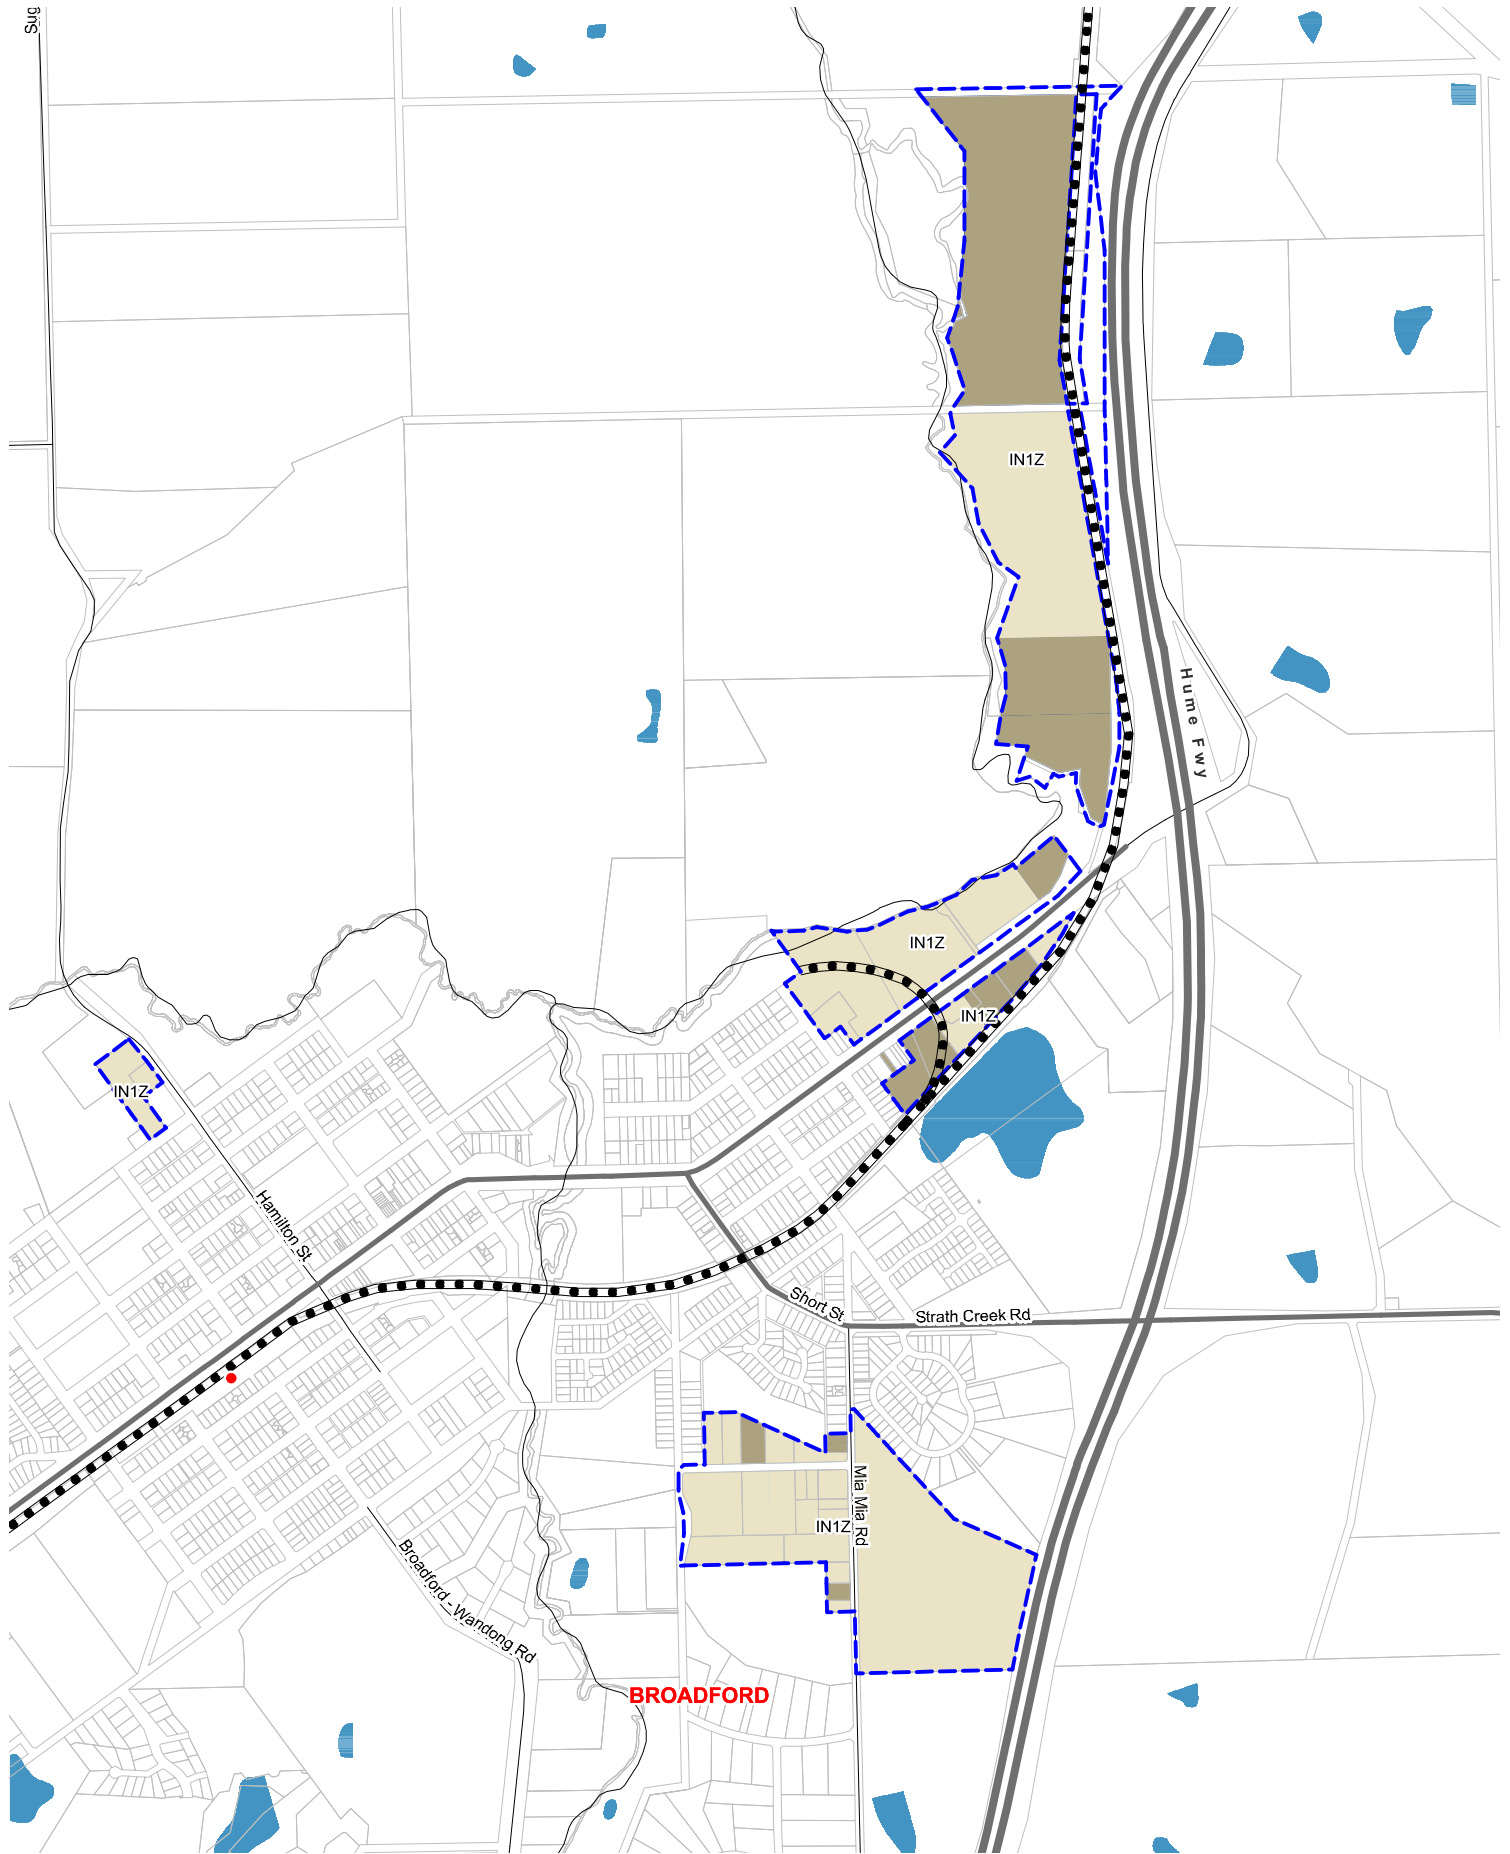 Sug
IN1Z
Hume Fwy
IN1Z
IN1Z
IN1Z
Hamilton St
Short St
Strath Creek Rd
Mia Mia Rd
IN1Z
Broadford - Wandong Rd
BROADFORD